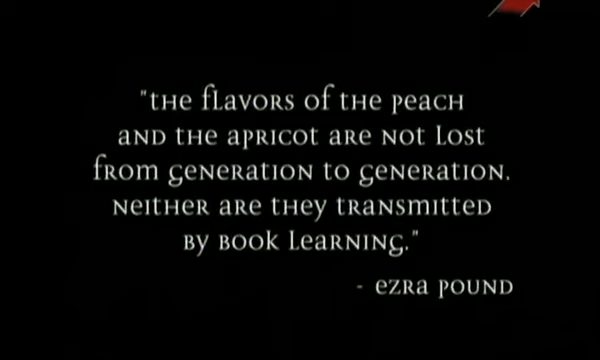 "The flavors of the peach
and the apricot are not lost
from generation to generation.
Neither are they transmitted
by book learning."
- Ezra Pound